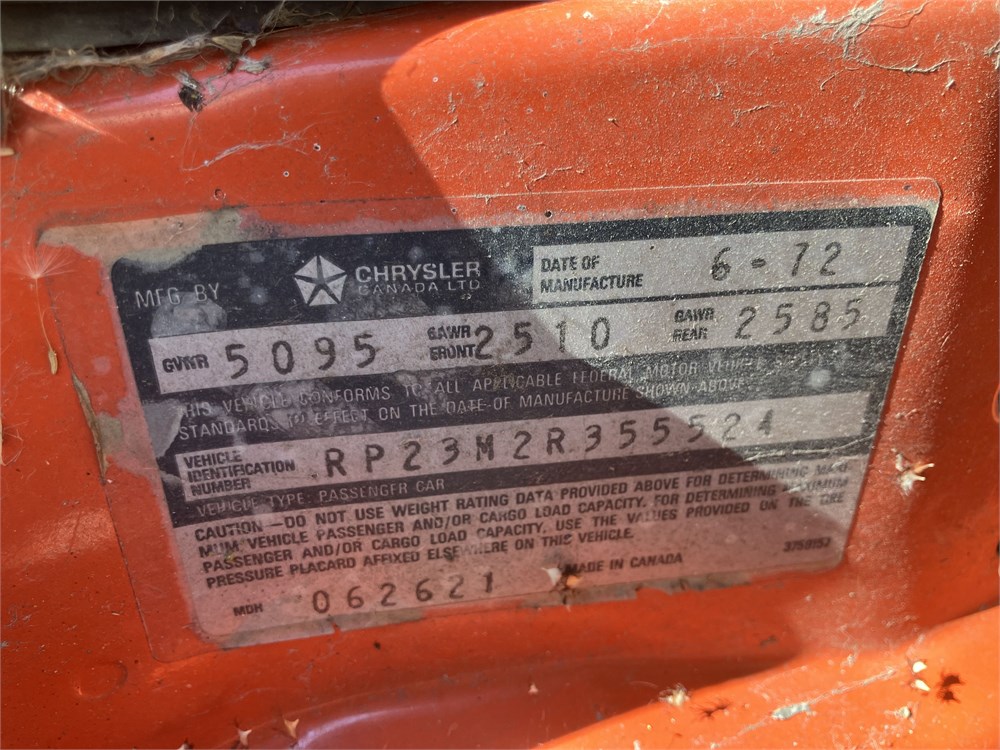 MFG BY CHRYSLER CANADA LTD
DATE OF MANUFACTURE 6-72
GVWR 5095 GAWR FRONT 2510 GAWR REAR 2585
THIS VEHICLE CONFORMS TO ALL APPLICABLE FEDERAL MOTOR VEHICLE
STANDARDS IN EFFECT ON THE DATE OF MANUFACTURE SHOWN ABOVE
VEHICLE IDENTIFICATION NUMBER RP23M2R355521
VEHICLE TYPE: PASSENGER CAR
CAUTION—DO NOT USE WEIGHT RATING DATA PROVIDED ABOVE FOR DETERMINING MAXI-
MUM VEHICLE PASSENGER AND/OR CARGO LOAD CAPACITY. FOR DETERMINING MAXIMUM
PASSENGER AND/OR CARGO LOAD CAPACITY, USE THE VALUES PROVIDED ON THE TIRE
PRESSURE PLACARD AFFIXED ELSEWHERE ON THIS VEHICLE.
MDH 062621 MADE IN CANADA